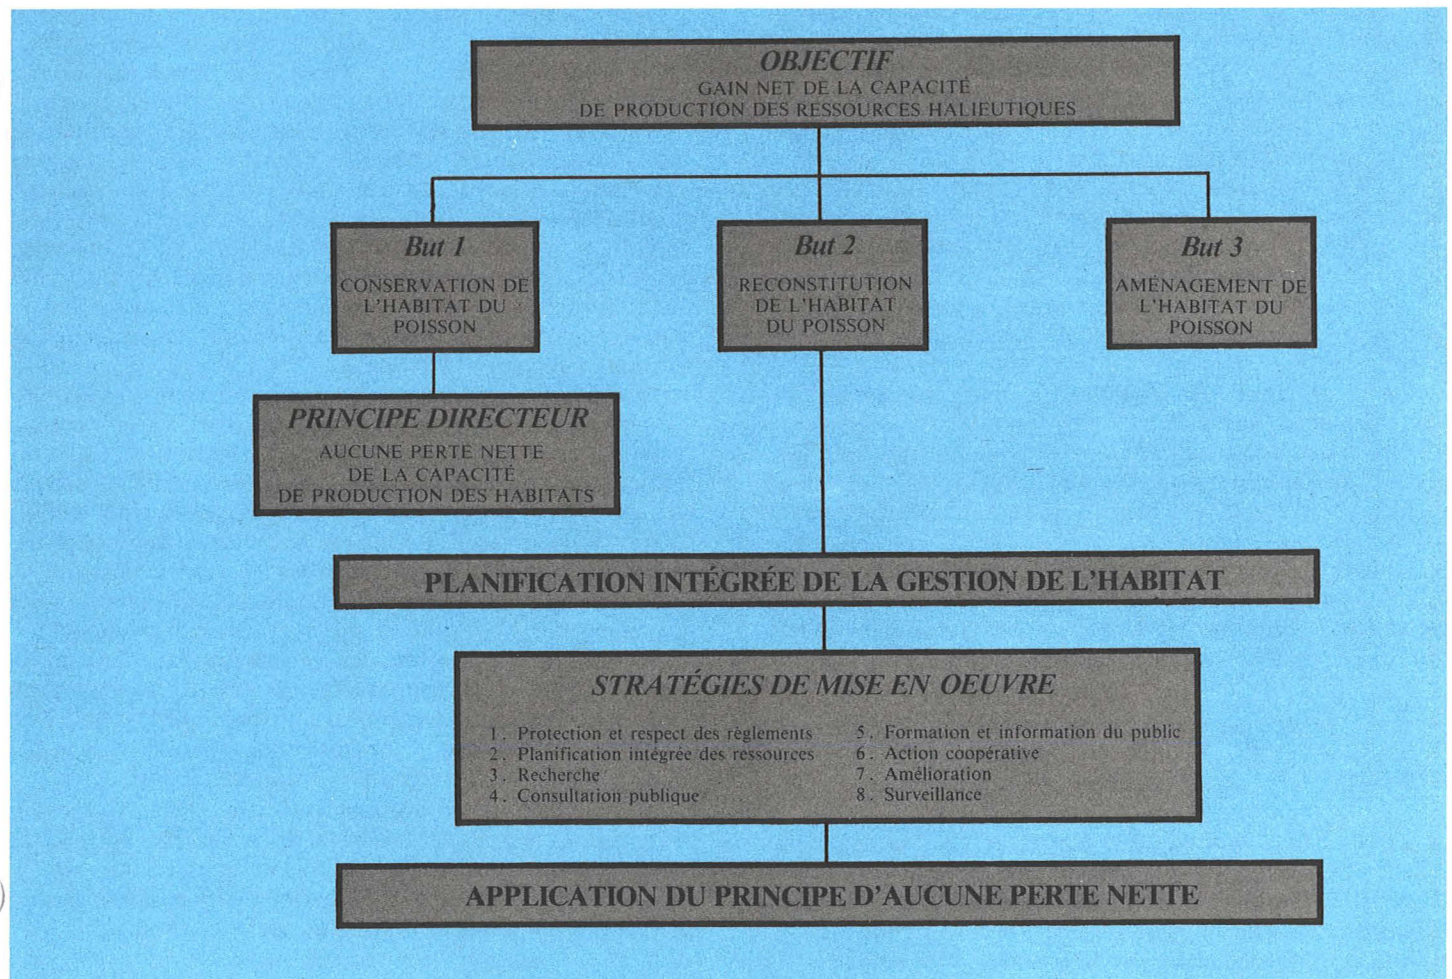 OBJECTIF
GAIN NET DE LA CAPACITÉ
DE PRODUCTION DES RESSOURCES HALIEUTIQUES
But 1
CONSERVATION DE
L'HABITAT DU
POISSON
But 2
RECONSTITUTION
DE L'HABITAT
DU POISSON
But 3
AMÉNAGEMENT DE
L'HABITAT DU
POISSON
PRINCIPE DIRECTEUR
AUCUNE PERTE NETTE
DE LA CAPACITÉ
DE PRODUCTION DES HABITATS
PLANIFICATION INTÉGRÉE DE LA GESTION DE L'HABITAT
STRATÉGIES DE MISE EN OEUVRE
1. Protection et respect des règlements
2. Planification intégrée des ressources
3. Recherche
4. Consultation publique
5. Formation et information du public
6. Action coopérative
7. Amélioration
8. Surveillance
APPLICATION DU PRINCIPE D'AUCUNE PERTE NETTE